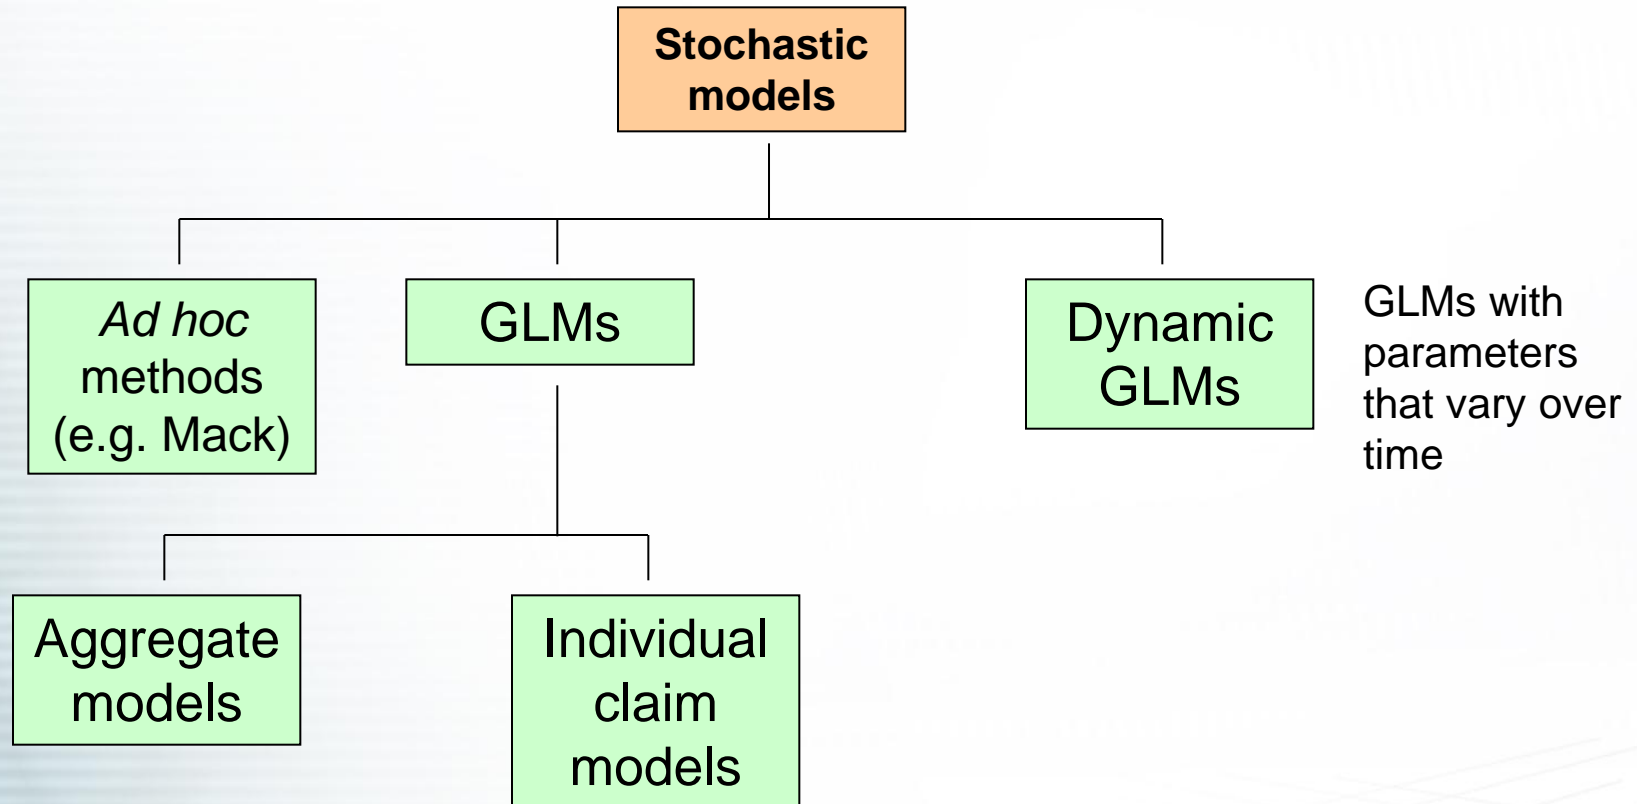 Stochastic
models
Ad hoc
methods
(e.g. Mack)
GLMs
Dynamic
GLMs
GLMs with
parameters
that vary over
time
Aggregate
models
Individual
claim
models